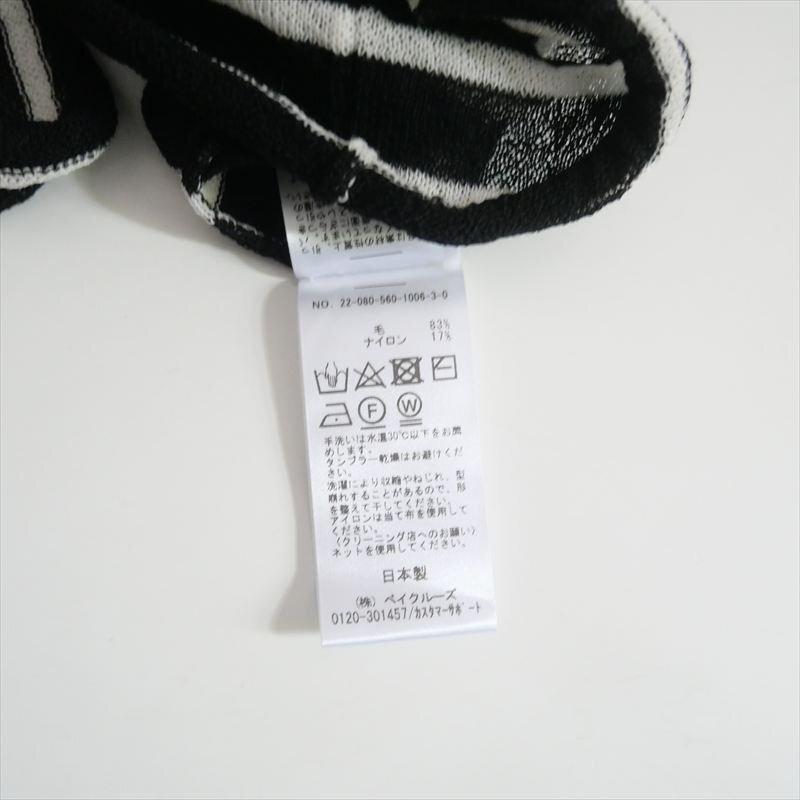 NO. 22-080-560-1006-3-0
毛 83%
ナイロン 17%
F W
手洗いは水温30℃以下をお薦
めします。
タンブラー乾燥はお避けくだ
さい。
洗濯により収縮やねじれ、型
崩れすることがあるので、形
を整えて干してください。
アイロンは当て布を使用して
ください。
(クリーニング店へのお願い)
ネットを使用してください。
日本製
(株) ベイクルーズ
0120-301457/カスタマーサポート